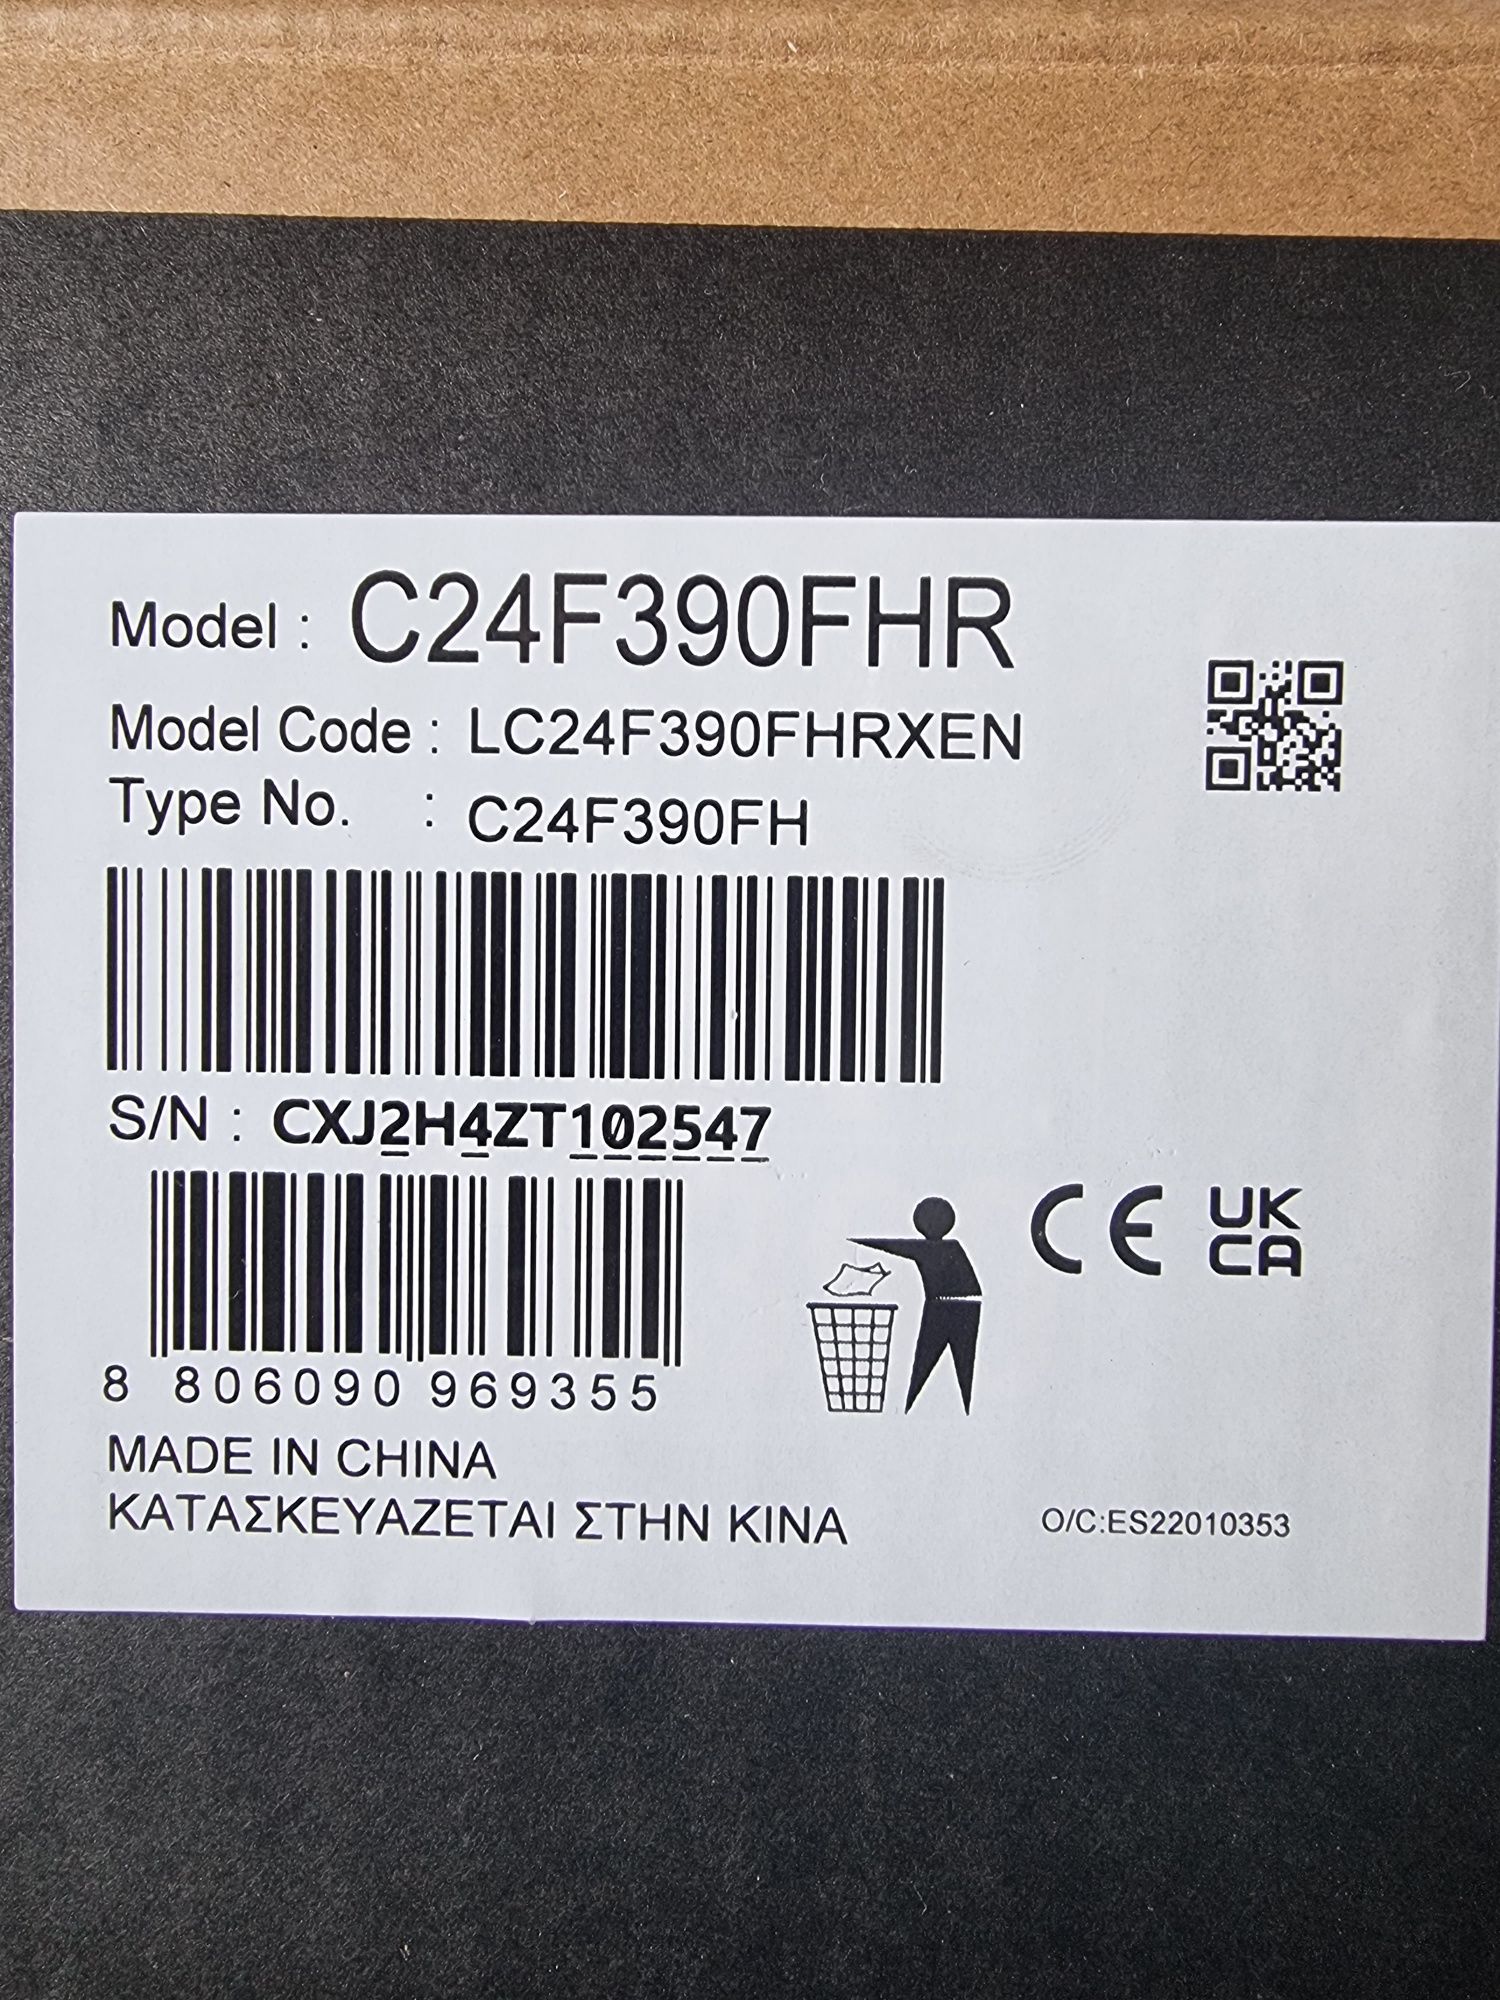 Model : C24F390FHR
Model Code : LC24F390FHRXEN
Type No. : C24F390FH
S/N : CXJ2H4ZT102547
8 806090 969355
CE UK
CA
MADE IN CHINA
ΚΑΤΑΣΚΕΥΑΖΕΤΑΙ ΣΤΗΝ ΚΙΝΑ
O/C:ES22010353